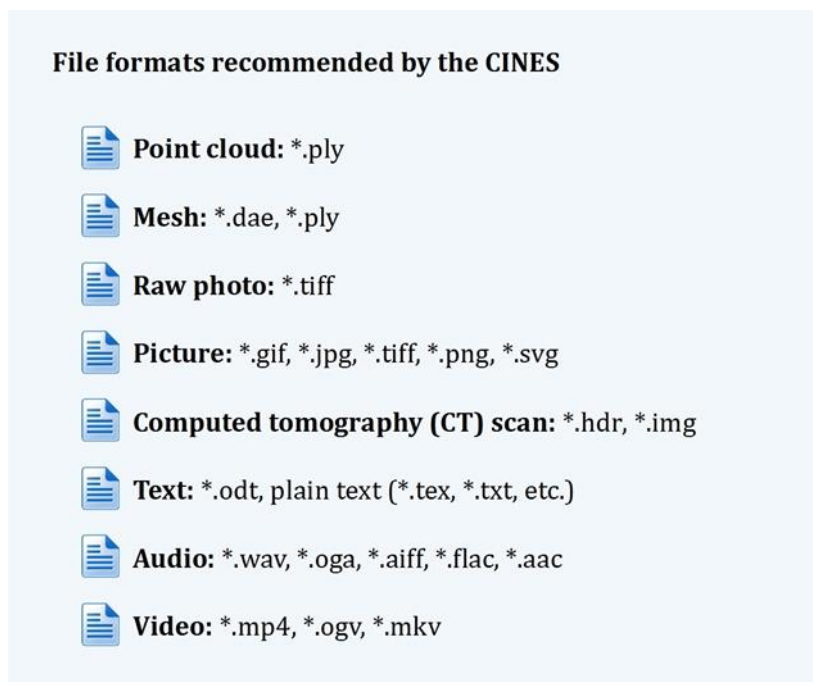 File formats recommended by the CINES
Point cloud: *.ply
Mesh: *.dae, *.ply
Raw photo: *.tiff
Picture: *.gif, *.jpg, *.tiff, *.png, *.svg
Computed tomography (CT) scan: *.hdr, *.img
Text: *.odt, plain text (*.tex, *.txt, etc.)
Audio: *.wav, *.oga, *.aiff, *.flac, *.aac
Video: *.mp4, *.ogv, *.mkv